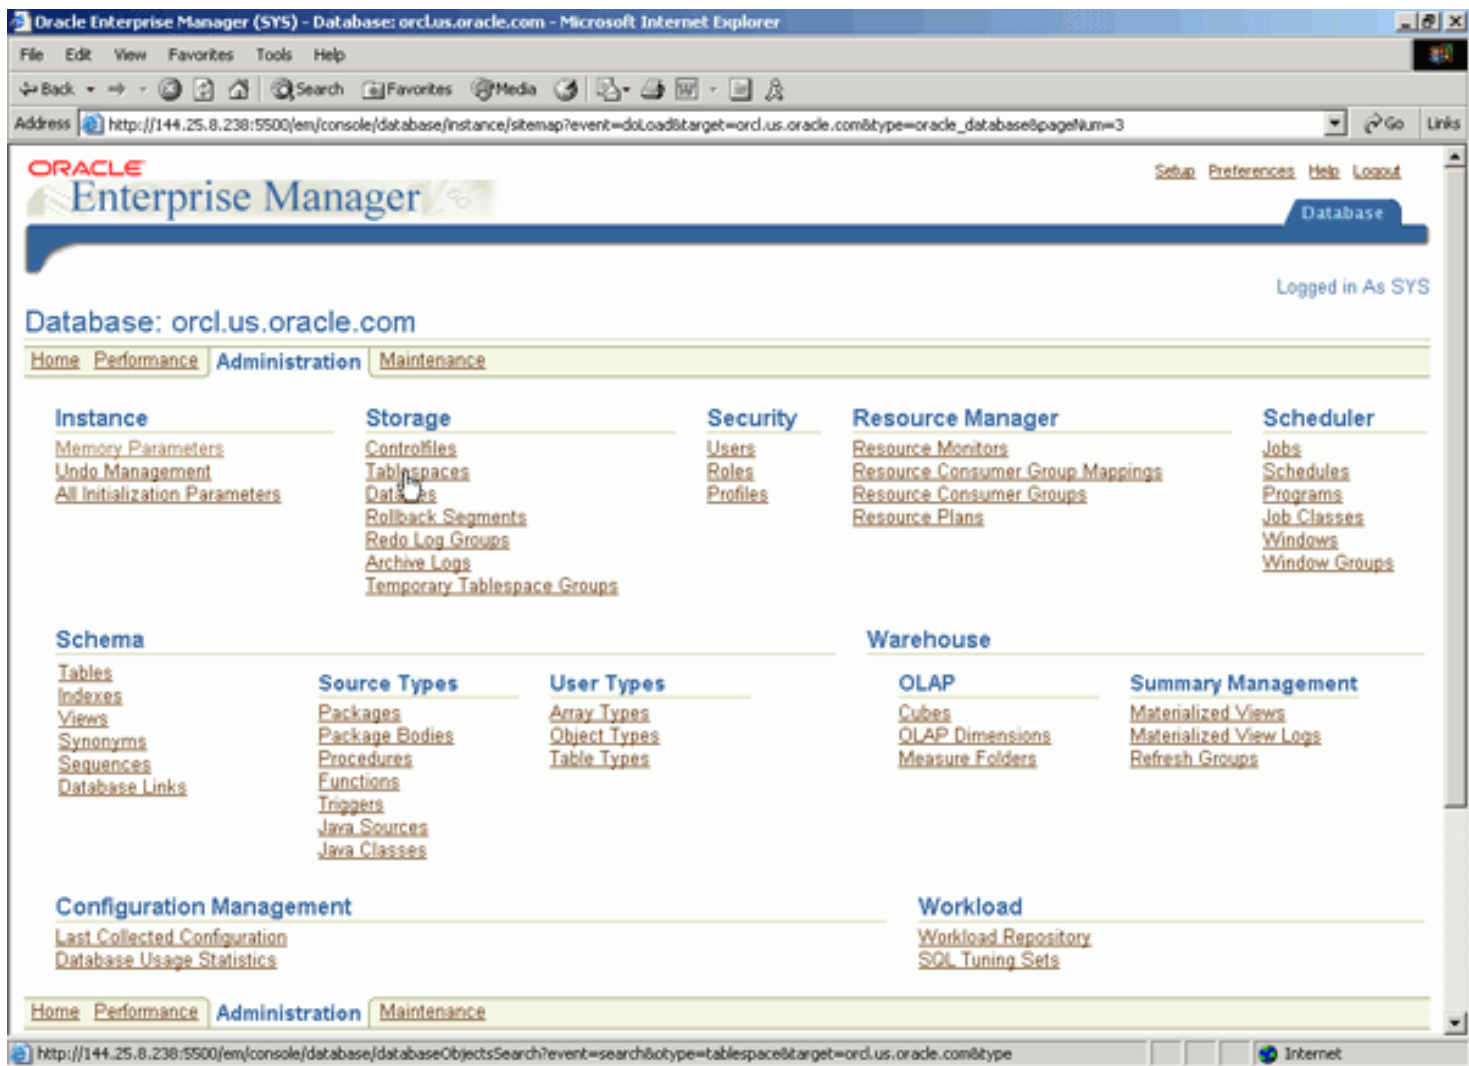 Oracle Enterprise Manager (SYS) - Database: orcl.us.oracle.com - Microsoft Internet Explorer
File Edit View Favorites Tools Help
Back Search Favorites Media
Address http://144.25.8.238:5500/em/console/database/instance/sitemap?event=doLoad&target=orcl.us.oracle.com&type=oracle_database&pageNum=3 Go Links
ORACLE
Enterprise Manager
Setup Preferences Help Logout
Database
Logged in As SYS
Database: orcl.us.oracle.com
Home Performance Administration Maintenance
Instance
Memory Parameters
Undo Management
All Initialization Parameters
Storage
Controlfiles
Tablespaces
Rollback Segments
Redo Log Groups
Archive Logs
Temporary Tablespace Groups
Security
Users
Roles
Profiles
Resource Manager
Resource Monitors
Resource Consumer Group Mappings
Resource Consumer Groups
Resource Plans
Scheduler
Jobs
Schedules
Programs
Job Classes
Windows
Window Groups
Schema
Tables
Indexes
Views
Synonyms
Sequences
Database Links
Source Types
Packages
Package Bodies
Procedures
Functions
Triggers
Java Sources
Java Classes
User Types
Array Types
Object Types
Table Types
Warehouse
OLAP
Cubes
OLAP Dimensions
Measure Folders
Summary Management
Materialized Views
Materialized View Logs
Refresh Groups
Configuration Management
Last Collected Configuration
Database Usage Statistics
Workload
Workload Repository
SQL Tuning Sets
Home Performance Administration Maintenance
http://144.25.8.238:5500/em/console/database/databaseObjectsSearch?event=search&otype=tablespace&target=orcl.us.oracle.com&type Internet